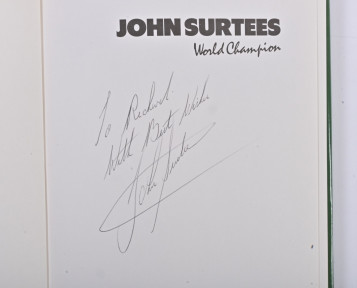 JOHN SURTEES
World Champion
To Richard.
With Best Wishes
John Surtees